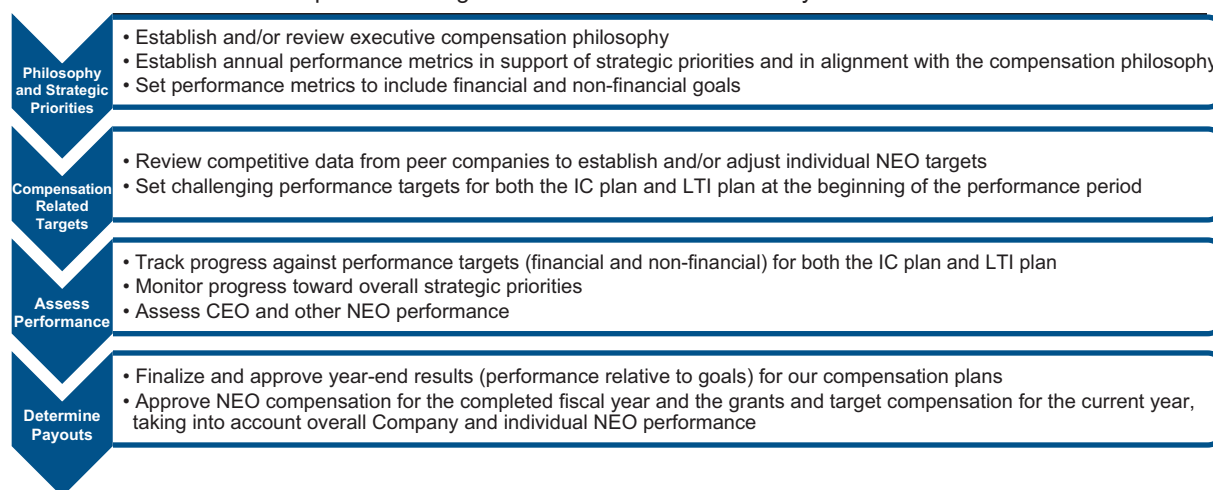 Philosophy
and Strategic
Priorities
• Establish and/or review executive compensation philosophy
• Establish annual performance metrics in support of strategic priorities and in alignment with the compensation philosophy
• Set performance metrics to include financial and non-financial goals
Compensation
Related
Targets
• Review competitive data from peer companies to establish and/or adjust individual NEO targets
• Set challenging performance targets for both the IC plan and LTI plan at the beginning of the performance period
Assess
Performance
• Track progress against performance targets (financial and non-financial) for both the IC plan and LTI plan
• Monitor progress toward overall strategic priorities
• Assess CEO and other NEO performance
Determine
Payouts
• Finalize and approve year-end results (performance relative to goals) for our compensation plans
• Approve NEO compensation for the completed fiscal year and the grants and target compensation for the current year,
taking into account overall Company and individual NEO performance